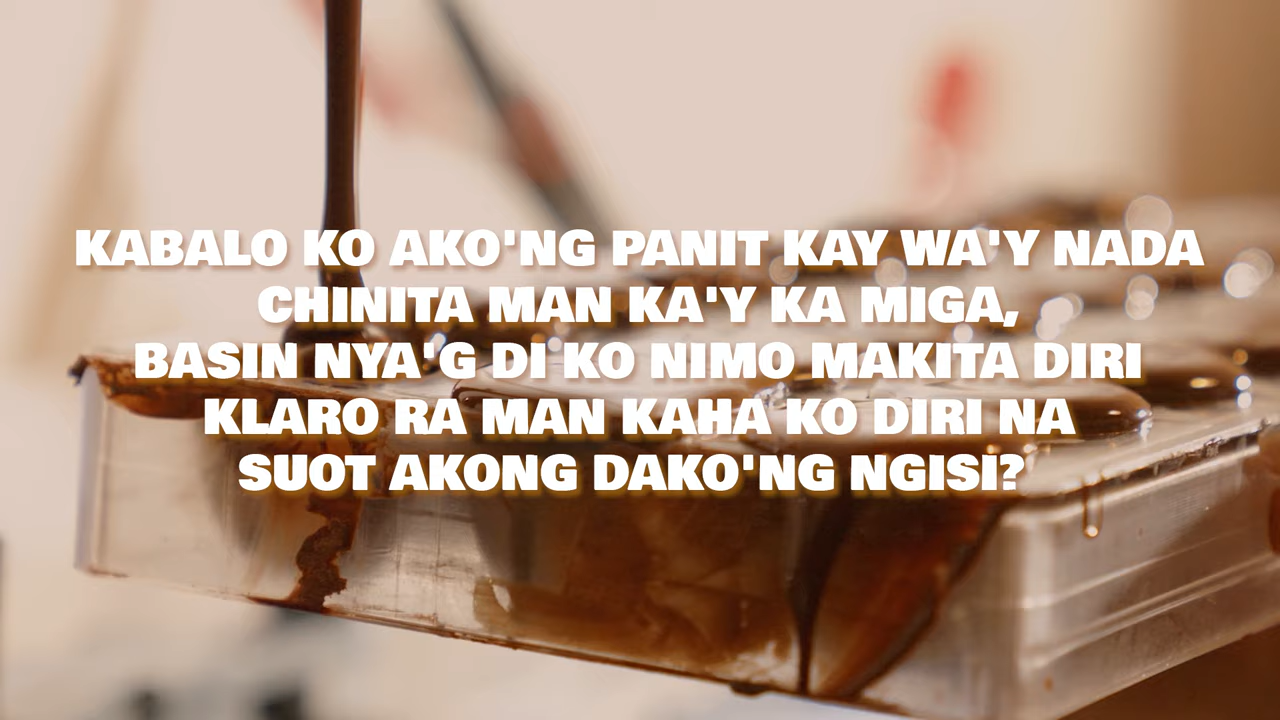 KABALO KO AKO'NG PANIT KAY WA'Y NADA
CHINITA MAN KA'Y KA MIGA,
BASIN NYA'G DI KO NIMO MAKITA DIRI
KLARO RA MAN KAHA KO DIRI NA
SUOT AKONG DAKO'NG NGISI?